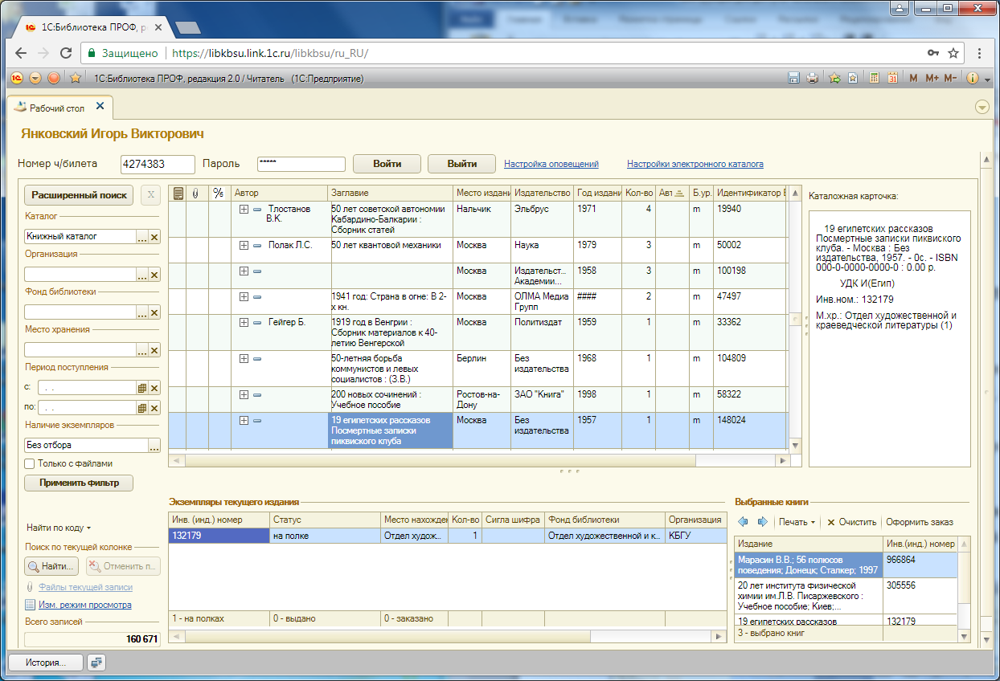 1С:Библиотека ПРОФ, р
Защищено https://libkbsu.link.1c.ru/libkbsu/ru_RU/
1С:Библиотека ПРОФ, редакция 2.0 / Читатель (1С:Предприятие)
M M+ M-
Рабочий стол
Янковский Игорь Викторович
Номер ч/билета 4274383 Пароль ***** Войти Выйти Настройка оповещений Настройки электронного каталога
Расширенный поиск X
Каталог
Книжный каталог
Организация
Фонд библиотеки
Место хранения
Период поступления
с: . .
по: . .
Наличие экземпляров
Без отбора
Только с файлами
Применить фильтр
Найти по коду
Поиск по текущей колонке
Найти... Отменить п...
Файлы текущей записи
Изм. режим просмотра
Всего записей
160 671
% Автор Заглавие Место издани Издательство Год издани Кол-во Авт Б.ур. Идентификатор
Тлостанов В.К. 50 лет советской автономии Нальчик Эльбрус 1971 4 m 19940
Кабардино-Балкарии :
Сборник статей
Полак Л.С. 50 лет квантовой механики Москва Наука 1979 3 m 50002
Москва Издательст... 1958 3 m 100198
Академии...
1941 год: Страна в огне: В 2- Москва ОЛМА Медиа #### 2 m 47497
х кн. Групп
Гейгер Б. 1919 год в Венгрии : Москва Политиздат 1959 1 m 33362
Сборник материалов к 40-
летию Венгерской
50-летняя борьба Берлин Без 1968 1 m 104809
коммунистов и левых издательства
социалистов : (З.В.)
200 новых сочинений : Ростов-на- ЗАО "Книга" 1998 1 m 58322
Учебное пособие Дону
19 египетских рассказов Москва Без 1957 1 m 148024
Посмертные записки издательства
пиквиского клуба
Каталожная карточка:
19 египетских рассказов
Посмертные записки пиквиского
клуба. - Москва : Без
издательства, 1957. - 0с. - ISBN
000-0-0000-0000-0 : 0.00 р.
УДК И(Егип)
Инв.ном.: 132179
М.хр.: Отдел художественной и
краеведческой литературы (1)
Экземпляры текущего издания
Инв. (инд.) номер Статус Место нахожден Кол-во Сигла шифра Фонд библиотеки Организация
132179 на полке Отдел худож... 1 Отдел художественной и к... КБГУ
1 - на полках 0 - выдано 0 - заказано
Выбранные книги
Печать Очистить Оформить заказ
Издание Инв.(инд.) номер
Марасин В.В.; 56 полюсов 966864
поведения; Донецк; Сталкер; 1997
20 лет института физической 305556
химии им.Л.В. Писаржевского :
Учебное пособие; Киев;...
19 египетских рассказов 132179
3 - выбрано книг
История...